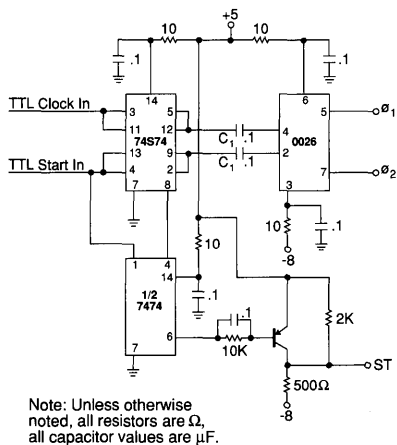 +5
10
10
.1
.1
14
6
TTL Clock In
3
5
5
ø1
11
12
C1
.1
4
74S74
0026
13
9
C1
.1
2
TTL Start In
4
2
7
ø2
7
8
3
10
.1
10
-8
1
4
14
1/2
7474
.1
.1
2K
6
10K
7
ST
500Ω
-8
Note: Unless otherwise
noted, all resistors are Ω,
all capacitor values are µF.